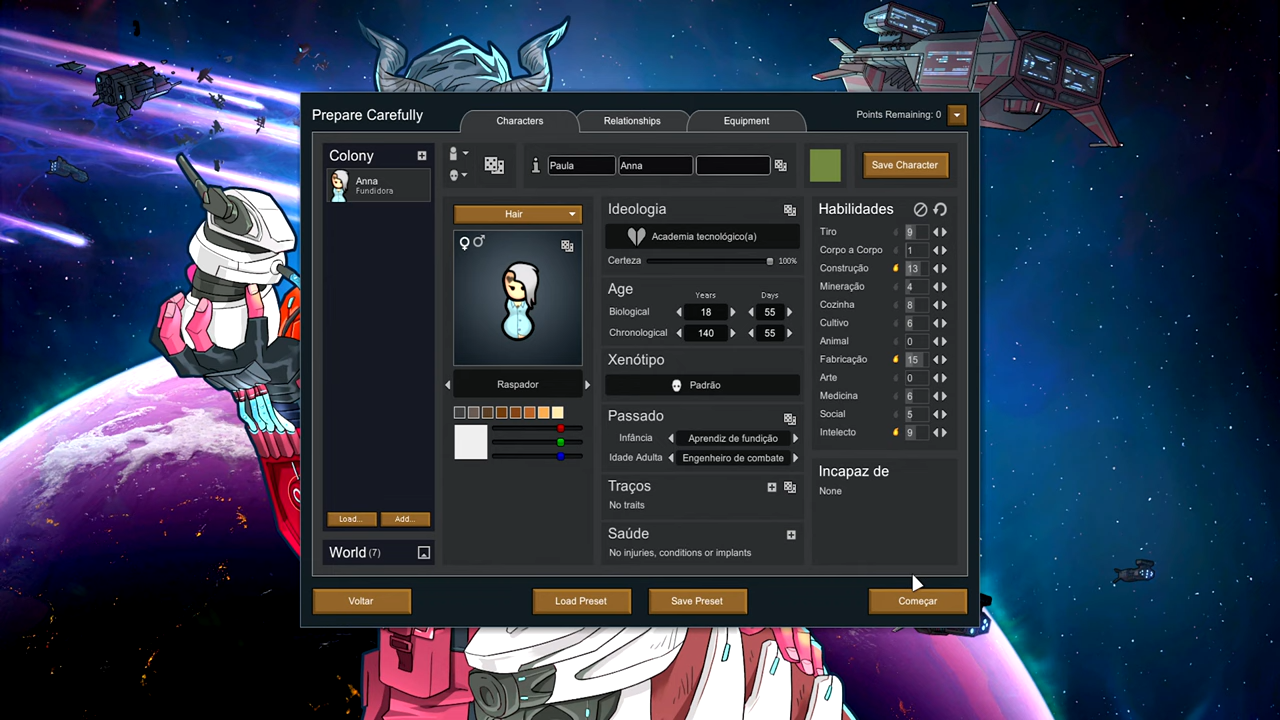 Prepare Carefully
Characters
Relationships
Equipment
Points Remaining: 0
Colony
Anna
Fundidora
Load...
Add...
World (7)
Paula
Anna
Save Character
Hair
Raspador
Ideologia
Academia tecnológico(a)
Certeza 100%
Age
Years Days
Biological 18 55
Chronological 140 55
Xenótipo
Padrão
Passado
Infância Aprendiz de fundição
Idade Adulta Engenheiro de combate
Traços
No traits
Saúde
No injuries, conditions or implants
Habilidades
Tiro 9
Corpo a Corpo 1
Construção 13
Mineração 4
Cozinha 8
Cultivo 6
Animal 0
Fabricação 15
Arte 0
Medicina 6
Social 5
Intelecto 9
Incapaz de
None
Voltar
Load Preset
Save Preset
Começar